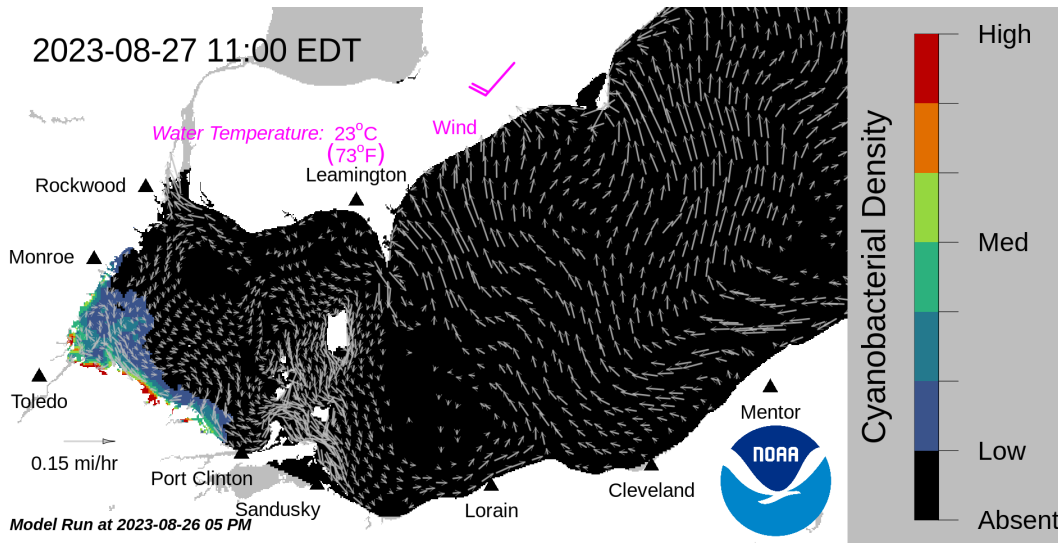 2023-08-27 11:00 EDT
High
Cyanobacterial Density
Water Temperature: 23°C
(73°F)
Wind
Leamington
Rockwood
Monroe
Med
Toledo
Mentor
0.15 mi/hr
NOAA
Low
Port Clinton
Cleveland
Sandusky
Lorain
Model Run at 2023-08-26 05 PM
Absent